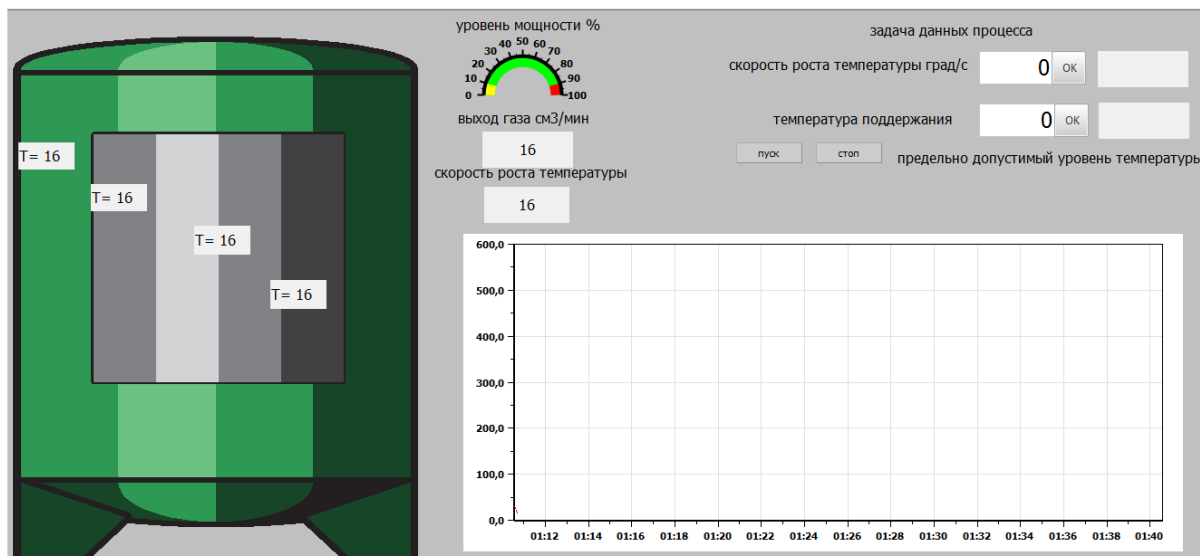 уровень мощности %
0 10 20 30 40 50 60 70 80 90 100
выход газа см3/мин
16
скорость роста температуры
16
задача данных процесса
скорость роста температуры град/с 0 ОК
температура поддержания 0 ОК
пуск стоп
предельно допустимый уровень температуры
T= 16
T= 16
T= 16
T= 16
600,0
500,0
400,0
300,0
200,0
100,0
0,0
01:12 01:14 01:16 01:18 01:20 01:22 01:24 01:26 01:28 01:30 01:32 01:34 01:36 01:38 01:40